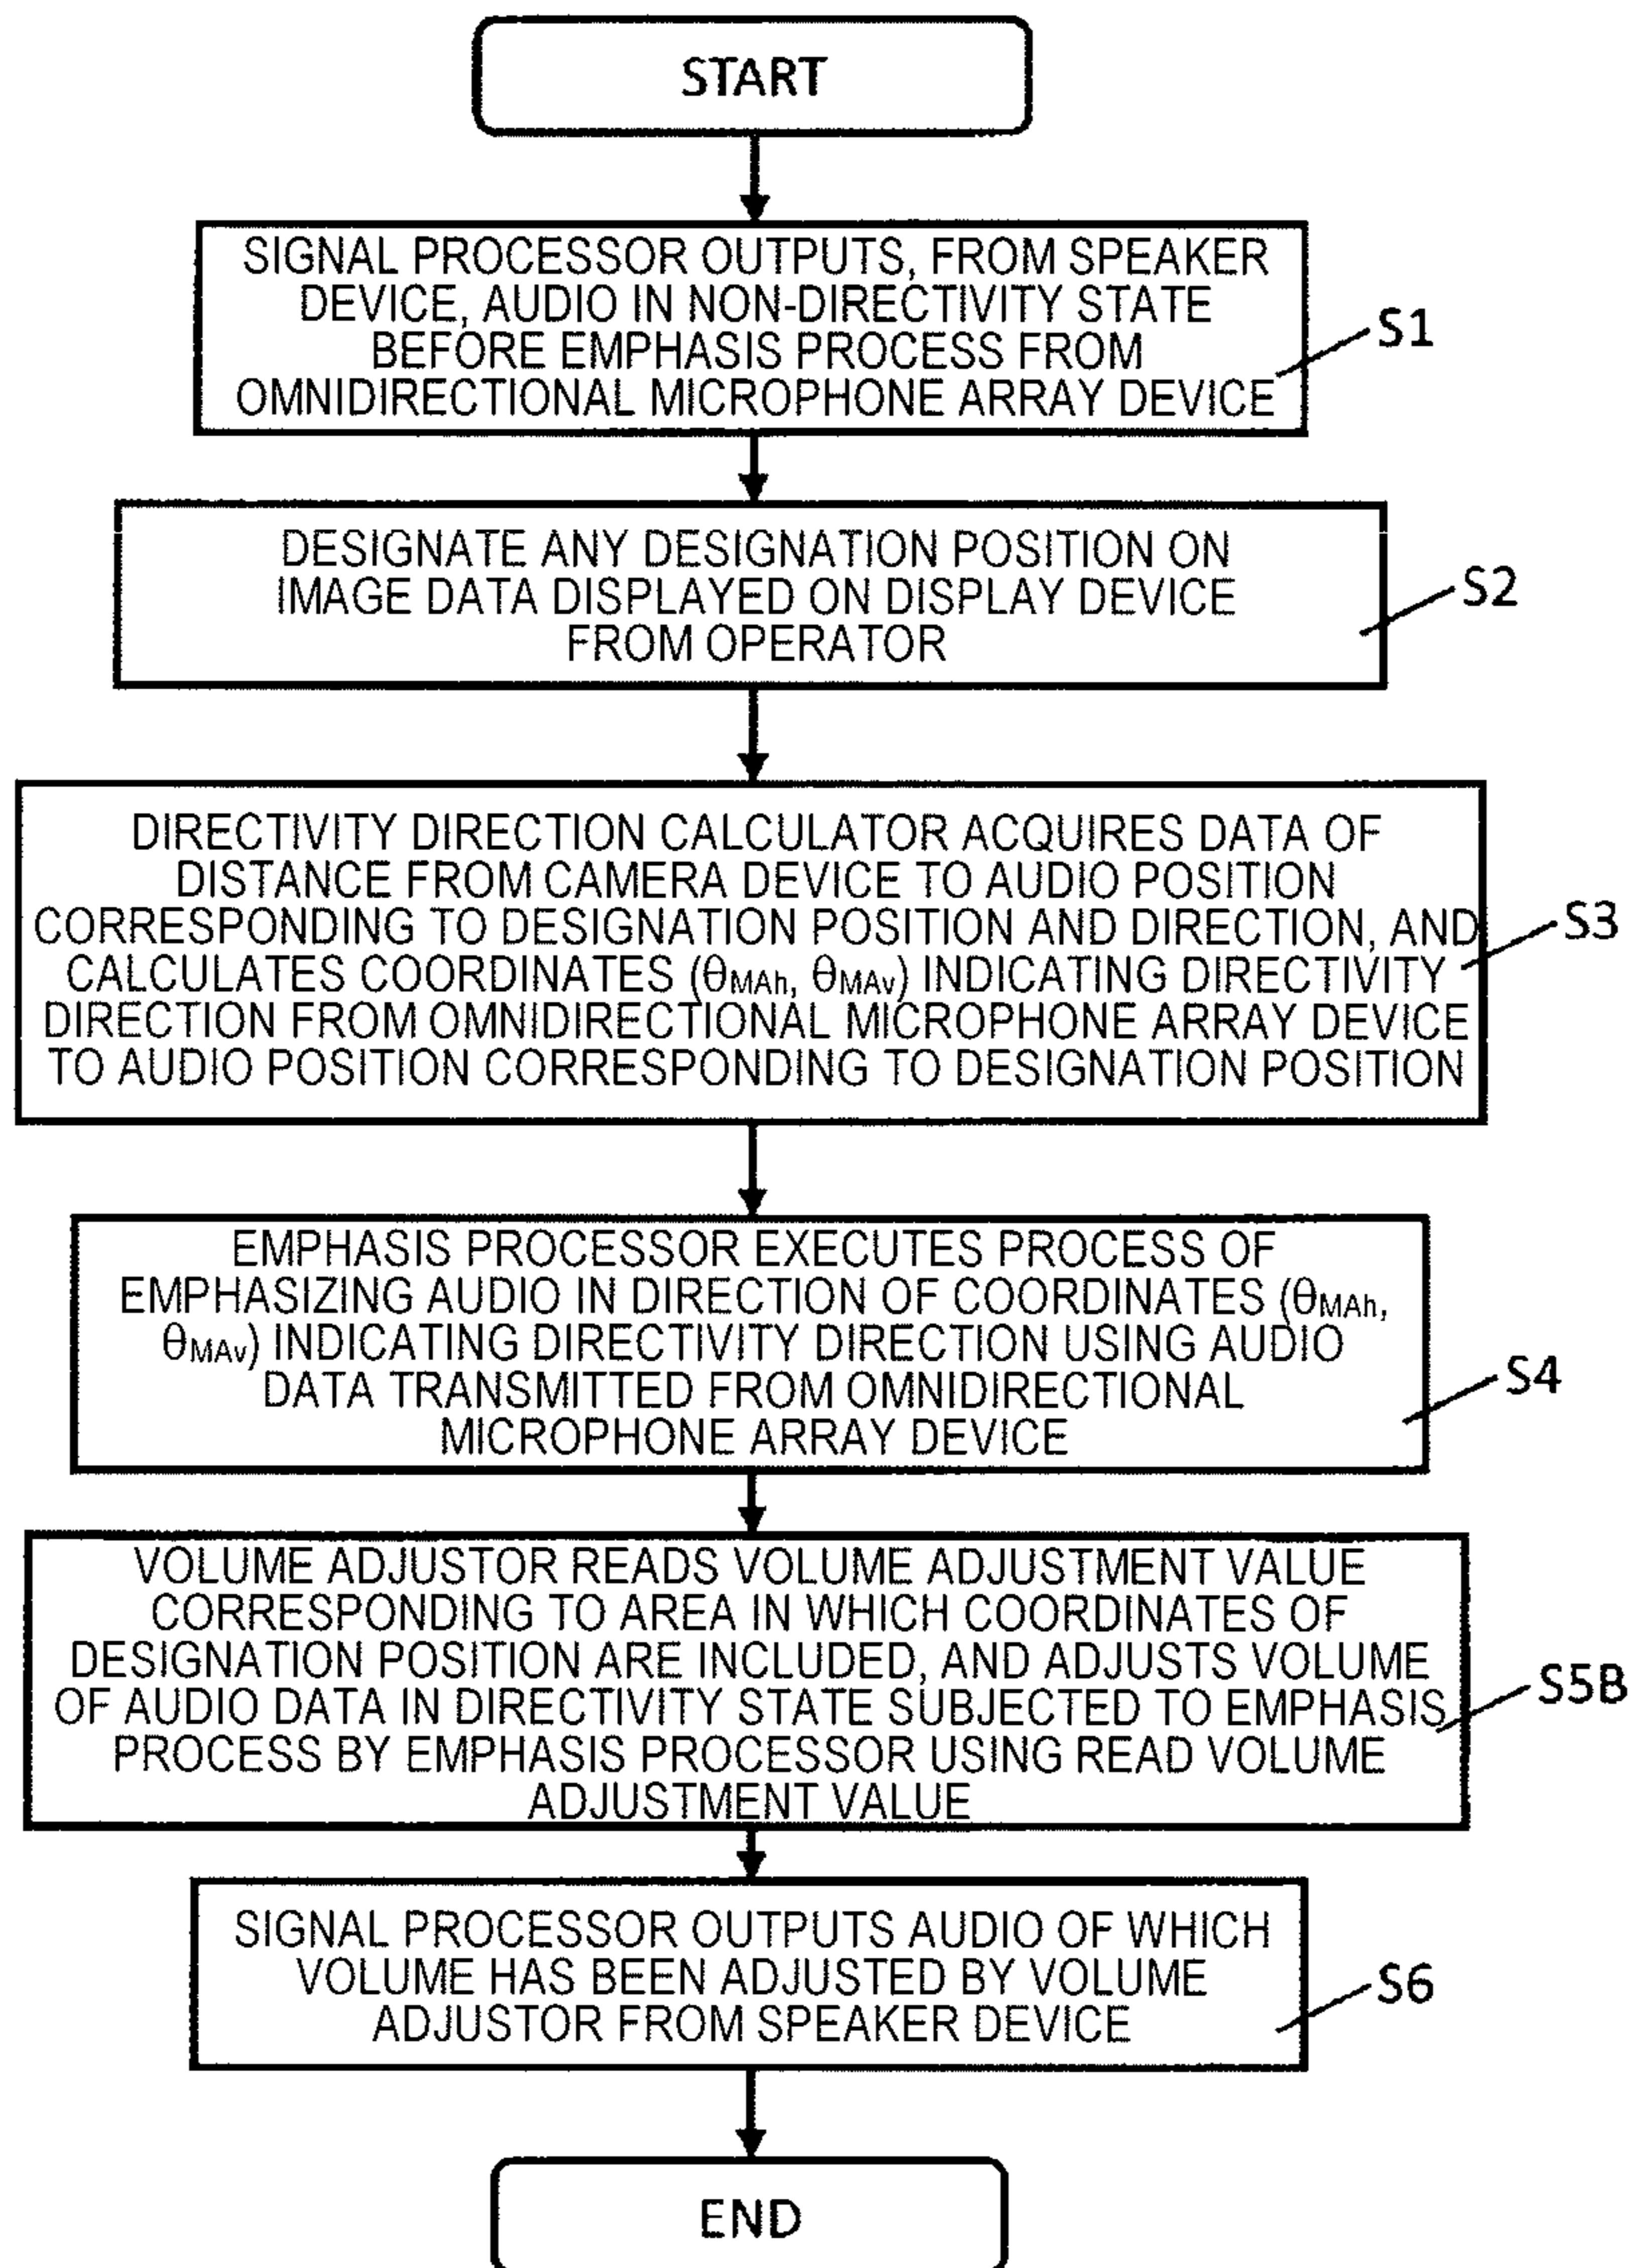 START
SIGNAL PROCESSOR OUTPUTS, FROM SPEAKER
DEVICE, AUDIO IN NON-DIRECTIVITY STATE
BEFORE EMPHASIS PROCESS FROM
OMNIDIRECTIONAL MICROPHONE ARRAY DEVICE
S1
DESIGNATE ANY DESIGNATION POSITION ON
IMAGE DATA DISPLAYED ON DISPLAY DEVICE
FROM OPERATOR
S2
DIRECTIVITY DIRECTION CALCULATOR ACQUIRES DATA OF
DISTANCE FROM CAMERA DEVICE TO AUDIO POSITION
CORRESPONDING TO DESIGNATION POSITION AND DIRECTION, AND
CALCULATES COORDINATES (θMAh, θMAv) INDICATING DIRECTIVITY
DIRECTION FROM OMNIDIRECTIONAL MICROPHONE ARRAY DEVICE
TO AUDIO POSITION CORRESPONDING TO DESIGNATION POSITION
S3
EMPHASIS PROCESSOR EXECUTES PROCESS OF
EMPHASIZING AUDIO IN DIRECTION OF COORDINATES (θMAh,
θMAv) INDICATING DIRECTIVITY DIRECTION USING AUDIO
DATA TRANSMITTED FROM OMNIDIRECTIONAL
MICROPHONE ARRAY DEVICE
S4
VOLUME ADJUSTOR READS VOLUME ADJUSTMENT VALUE
CORRESPONDING TO AREA IN WHICH COORDINATES OF
DESIGNATION POSITION ARE INCLUDED, AND ADJUSTS VOLUME
OF AUDIO DATA IN DIRECTIVITY STATE SUBJECTED TO EMPHASIS
PROCESS BY EMPHASIS PROCESSOR USING READ VOLUME
ADJUSTMENT VALUE
S5B
SIGNAL PROCESSOR OUTPUTS AUDIO OF WHICH
VOLUME HAS BEEN ADJUSTED BY VOLUME
ADJUSTOR FROM SPEAKER DEVICE
S6
END